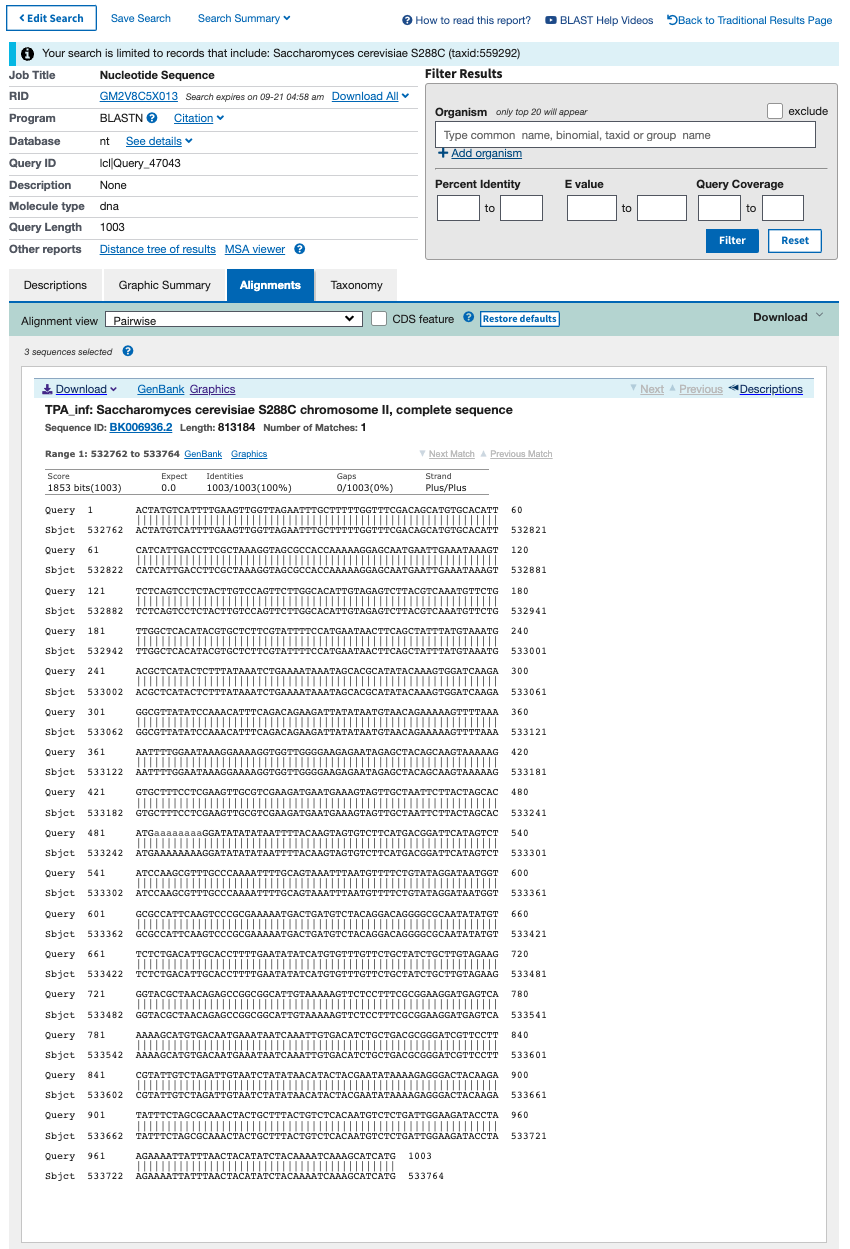 Edit Search Save Search Search Summary How to read this report? BLAST Help Videos Back to Traditional Results Page
Your search is limited to records that include: Saccharomyces cerevisiae S288C (taxid:559292)
Job Title Nucleotide Sequence
RID GM2V8C5X013 Search expires on 09-21 04:58 am Download All
Program BLASTN Citation
Database nt See details
Query ID lcl|Query_47043
Description None
Molecule type dna
Query Length 1003
Other reports Distance tree of results MSA viewer
Filter Results
Organism only top 20 will appear exclude
Type common name, binomial, taxid or group name
Add organism
Percent Identity E value Query Coverage
to to to
Filter Reset
Descriptions Graphic Summary Alignments Taxonomy
Alignment view Pairwise CDS feature Restore defaults Download
3 sequences selected
Download GenBank Graphics Next Previous Descriptions
TPA_inf: Saccharomyces cerevisiae S288C chromosome II, complete sequence
Sequence ID: BK006936.2 Length: 813184 Number of Matches: 1
Range 1: 532762 to 533764 GenBank Graphics Next Match Previous Match
Score Expect Identities Gaps Strand
1853 bits(1003) 0.0 1003/1003(100%) 0/1003(0%) Plus/Plus
Query 1 ACTATGTCATTTTGAAGTTGGTTAGAATTTGCTTTTTGGTTTCGACAGCATGTGCACATT 60
Sbjct 532762 ACTATGTCATTTTGAAGTTGGTTAGAATTTGCTTTTTGGTTTCGACAGCATGTGCACATT 532821
Query 61 CATCATTGACCTTCGCTAAAGGTAGCGCCACCAAAAAGGAGCAATGAATTGAAATAAAGT 120
Sbjct 532822 CATCATTGACCTTCGCTAAAGGTAGCGCCACCAAAAAGGAGCAATGAATTGAAATAAAGT 532881
Query 121 TCTCAGTCCTCTACTTGTCCAGTTCTTGGCACATTGTAGAGTCTTACGTCAAATGTTCTG 180
Sbjct 532882 TCTCAGTCCTCTACTTGTCCAGTTCTTGGCACATTGTAGAGTCTTACGTCAAATGTTCTG 532941
Query 181 TTGGCTCACATACGTGCTCTTCGTATTTTCCATGAATAACTTCAGCTATTTATGTAAATG 240
Sbjct 532942 TTGGCTCACATACGTGCTCTTCGTATTTTCCATGAATAACTTCAGCTATTTATGTAAATG 533001
Query 241 ACGCTCATACTCTTTATAAATCTGAAAATAAATAGCACGCATATACAAAGTGGATCAAGA 300
Sbjct 533002 ACGCTCATACTCTTTATAAATCTGAAAATAAATAGCACGCATATACAAAGTGGATCAAGA 533061
Query 301 GGCGTTATATCCAAACATTTCAGACAGAAGATTATATAATGTAACAGAAAAAGTTTTAAA 360
Sbjct 533062 GGCGTTATATCCAAACATTTCAGACAGAAGATTATATAATGTAACAGAAAAAGTTTTAAA 533121
Query 361 AATTTTGGAATAAAGGAAAAGGTGGTTGGGGAAGAGAATAGAGCTACAGCAAGTAAAAAG 420
Sbjct 533122 AATTTTGGAATAAAGGAAAAGGTGGTTGGGGAAGAGAATAGAGCTACAGCAAGTAAAAAG 533181
Query 421 GTGCTTTCCTCGAAGTTGCGTCGAAGATGAATGAAAGTAGTTGCTAATTCTTACTAGCAC 480
Sbjct 533182 GTGCTTTCCTCGAAGTTGCGTCGAAGATGAATGAAAGTAGTTGCTAATTCTTACTAGCAC 533241
Query 481 ATGaaaaaaaaGGATATATATAATTTTACAAGTAGTGTCTTCATGACGGATTCATAGTCT 540
Sbjct 533242 ATGAAAAAAAAGGATATATATAATTTTACAAGTAGTGTCTTCATGACGGATTCATAGTCT 533301
Query 541 ATCCAAGCGTTTGCCCAAAATTTTGCAGTAAATTTAATGTTTTCTGTATAGGATAATGGT 600
Sbjct 533302 ATCCAAGCGTTTGCCCAAAATTTTGCAGTAAATTTAATGTTTTCTGTATAGGATAATGGT 533361
Query 601 GCGCCATTCAAGTCCCGCGAAAAATGACTGATGTCTACAGGACAGGGGCGCAATATATGT 660
Sbjct 533362 GCGCCATTCAAGTCCCGCGAAAAATGACTGATGTCTACAGGACAGGGGCGCAATATATGT 533421
Query 661 TCTCTGACATTGCACCTTTTGAATATATCATGTGTTTGTTCTGCTATCTGCTTGTAGAAG 720
Sbjct 533422 TCTCTGACATTGCACCTTTTGAATATATCATGTGTTTGTTCTGCTATCTGCTTGTAGAAG 533481
Query 721 GGTACGCTAACAGAGCCGGCGGCATTGTAAAAAGTTCTCCTTTCGCGGAAGGATGAGTCA 780
Sbjct 533482 GGTACGCTAACAGAGCCGGCGGCATTGTAAAAAGTTCTCCTTTCGCGGAAGGATGAGTCA 533541
Query 781 AAAAGCATGTGACAATGAAATAATCAAATTGTGACATCTGCTGACGCGGGATCGTTCCTT 840
Sbjct 533542 AAAAGCATGTGACAATGAAATAATCAAATTGTGACATCTGCTGACGCGGGATCGTTCCTT 533601
Query 841 CGTATTGTCTAGATTGTAATCTATATAACATACTACGAATATAAAAGAGGGACTACAAGA 900
Sbjct 533602 CGTATTGTCTAGATTGTAATCTATATAACATACTACGAATATAAAAGAGGGACTACAAGA 533661
Query 901 TATTTCTAGCGCAAACTACTGCTTTACTGTCTCACAATGTCTCTGATTGGAAGATACCTA 960
Sbjct 533662 TATTTCTAGCGCAAACTACTGCTTTACTGTCTCACAATGTCTCTGATTGGAAGATACCTA 533721
Query 961 AGAAAATTATTTAACTACATATCTACAAAATCAAAGCATCATG 1003
Sbjct 533722 AGAAAATTATTTAACTACATATCTACAAAATCAAAGCATCATG 533764